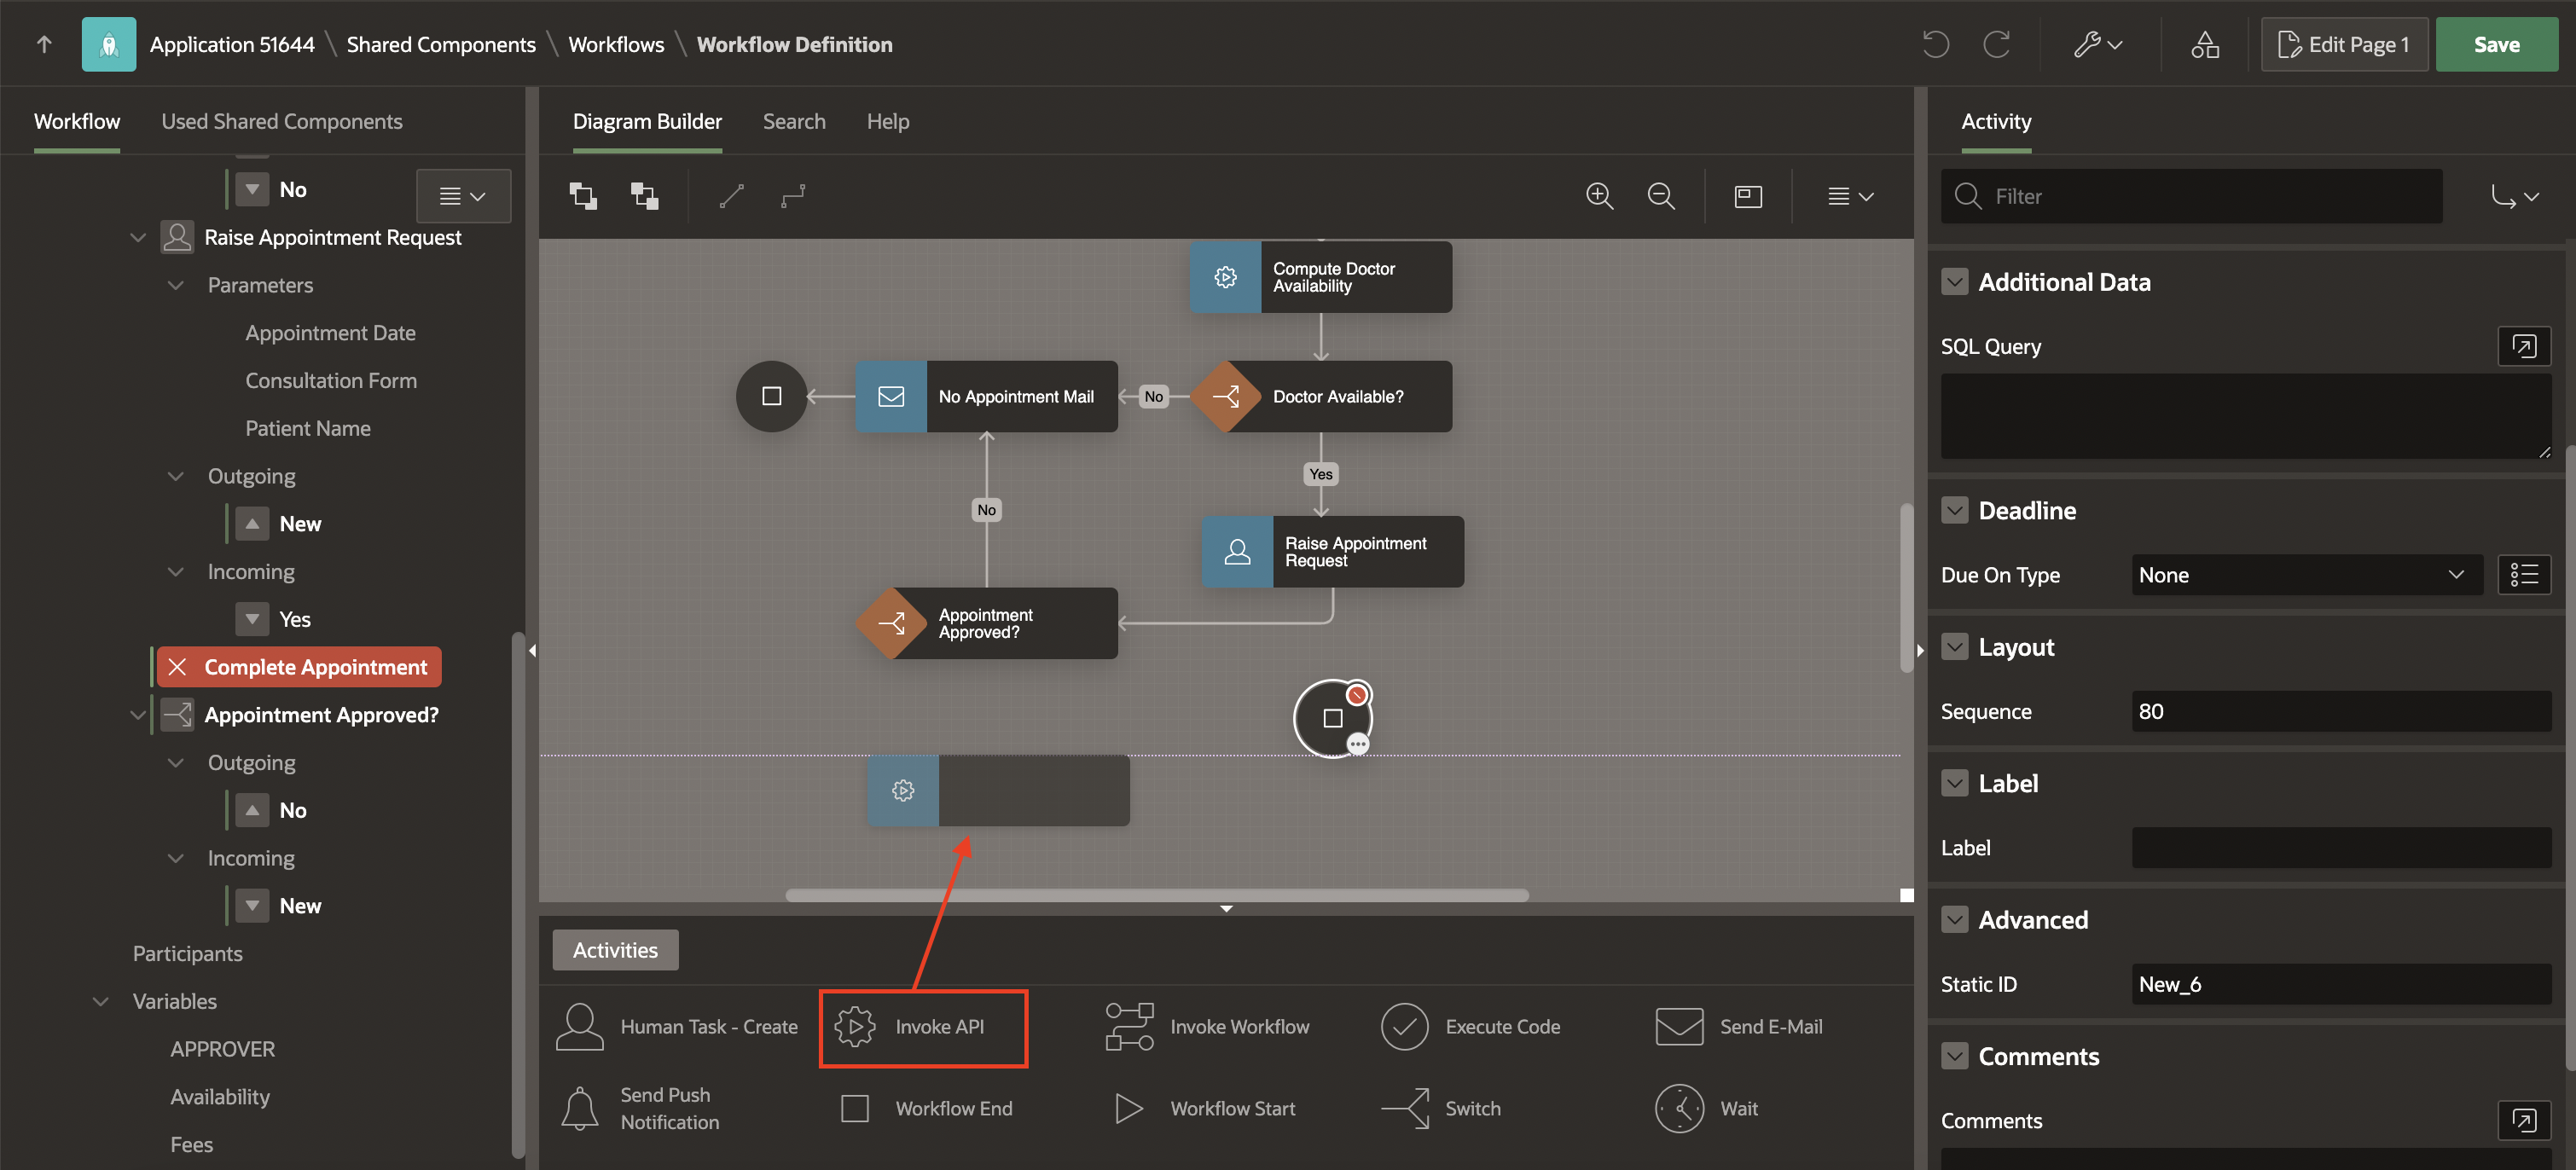 Application 51644 \ Shared Components \ Workflows \ Workflow Definition
Edit Page 1
Save
Workflow
Used Shared Components
No
Raise Appointment Request
Parameters
Appointment Date
Consultation Form
Patient Name
Outgoing
New
Incoming
Yes
Complete Appointment
Appointment Approved?
Outgoing
No
Incoming
New
Participants
Variables
APPROVER
Availability
Fees
Diagram Builder
Search
Help
Compute Doctor
Availability
No Appointment Mail
No
Doctor Available?
Yes
No
Raise Appointment
Request
Appointment
Approved?
Activities
Human Task - Create
Invoke API
Invoke Workflow
Execute Code
Send E-Mail
Send Push
Notification
Workflow End
Workflow Start
Switch
Wait
Activity
Filter
Additional Data
SQL Query
Deadline
Due On Type
None
Layout
Sequence
80
Label
Label
Advanced
Static ID
New_6
Comments
Comments